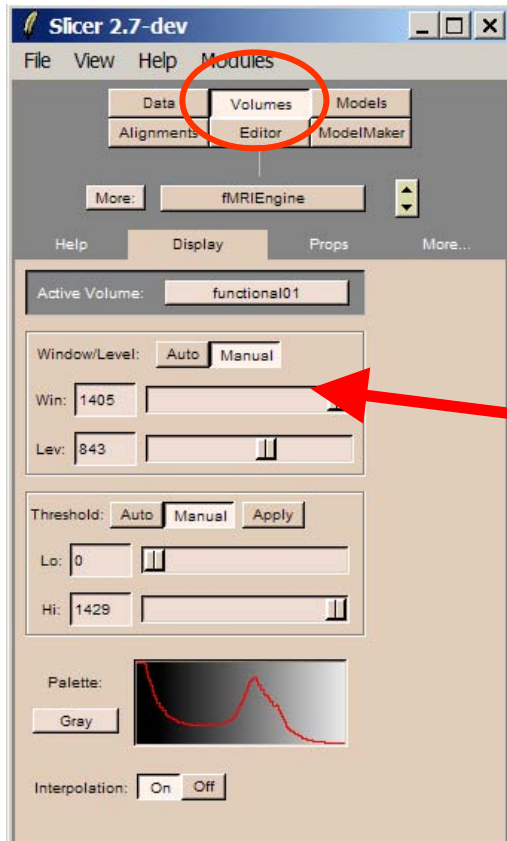 Slicer 2.7-dev
File View Help Modules
Data Volumes Models
Alignments Editor ModelMaker
More: fMRIEngine
Help Display Props More...
Active Volume: functional01
Window/Level: Auto Manual
Win: 1405
Lev: 843
Threshold: Auto Manual Apply
Lo: 0
Hi: 1429
Palette:
Gray
Interpolation: On Off